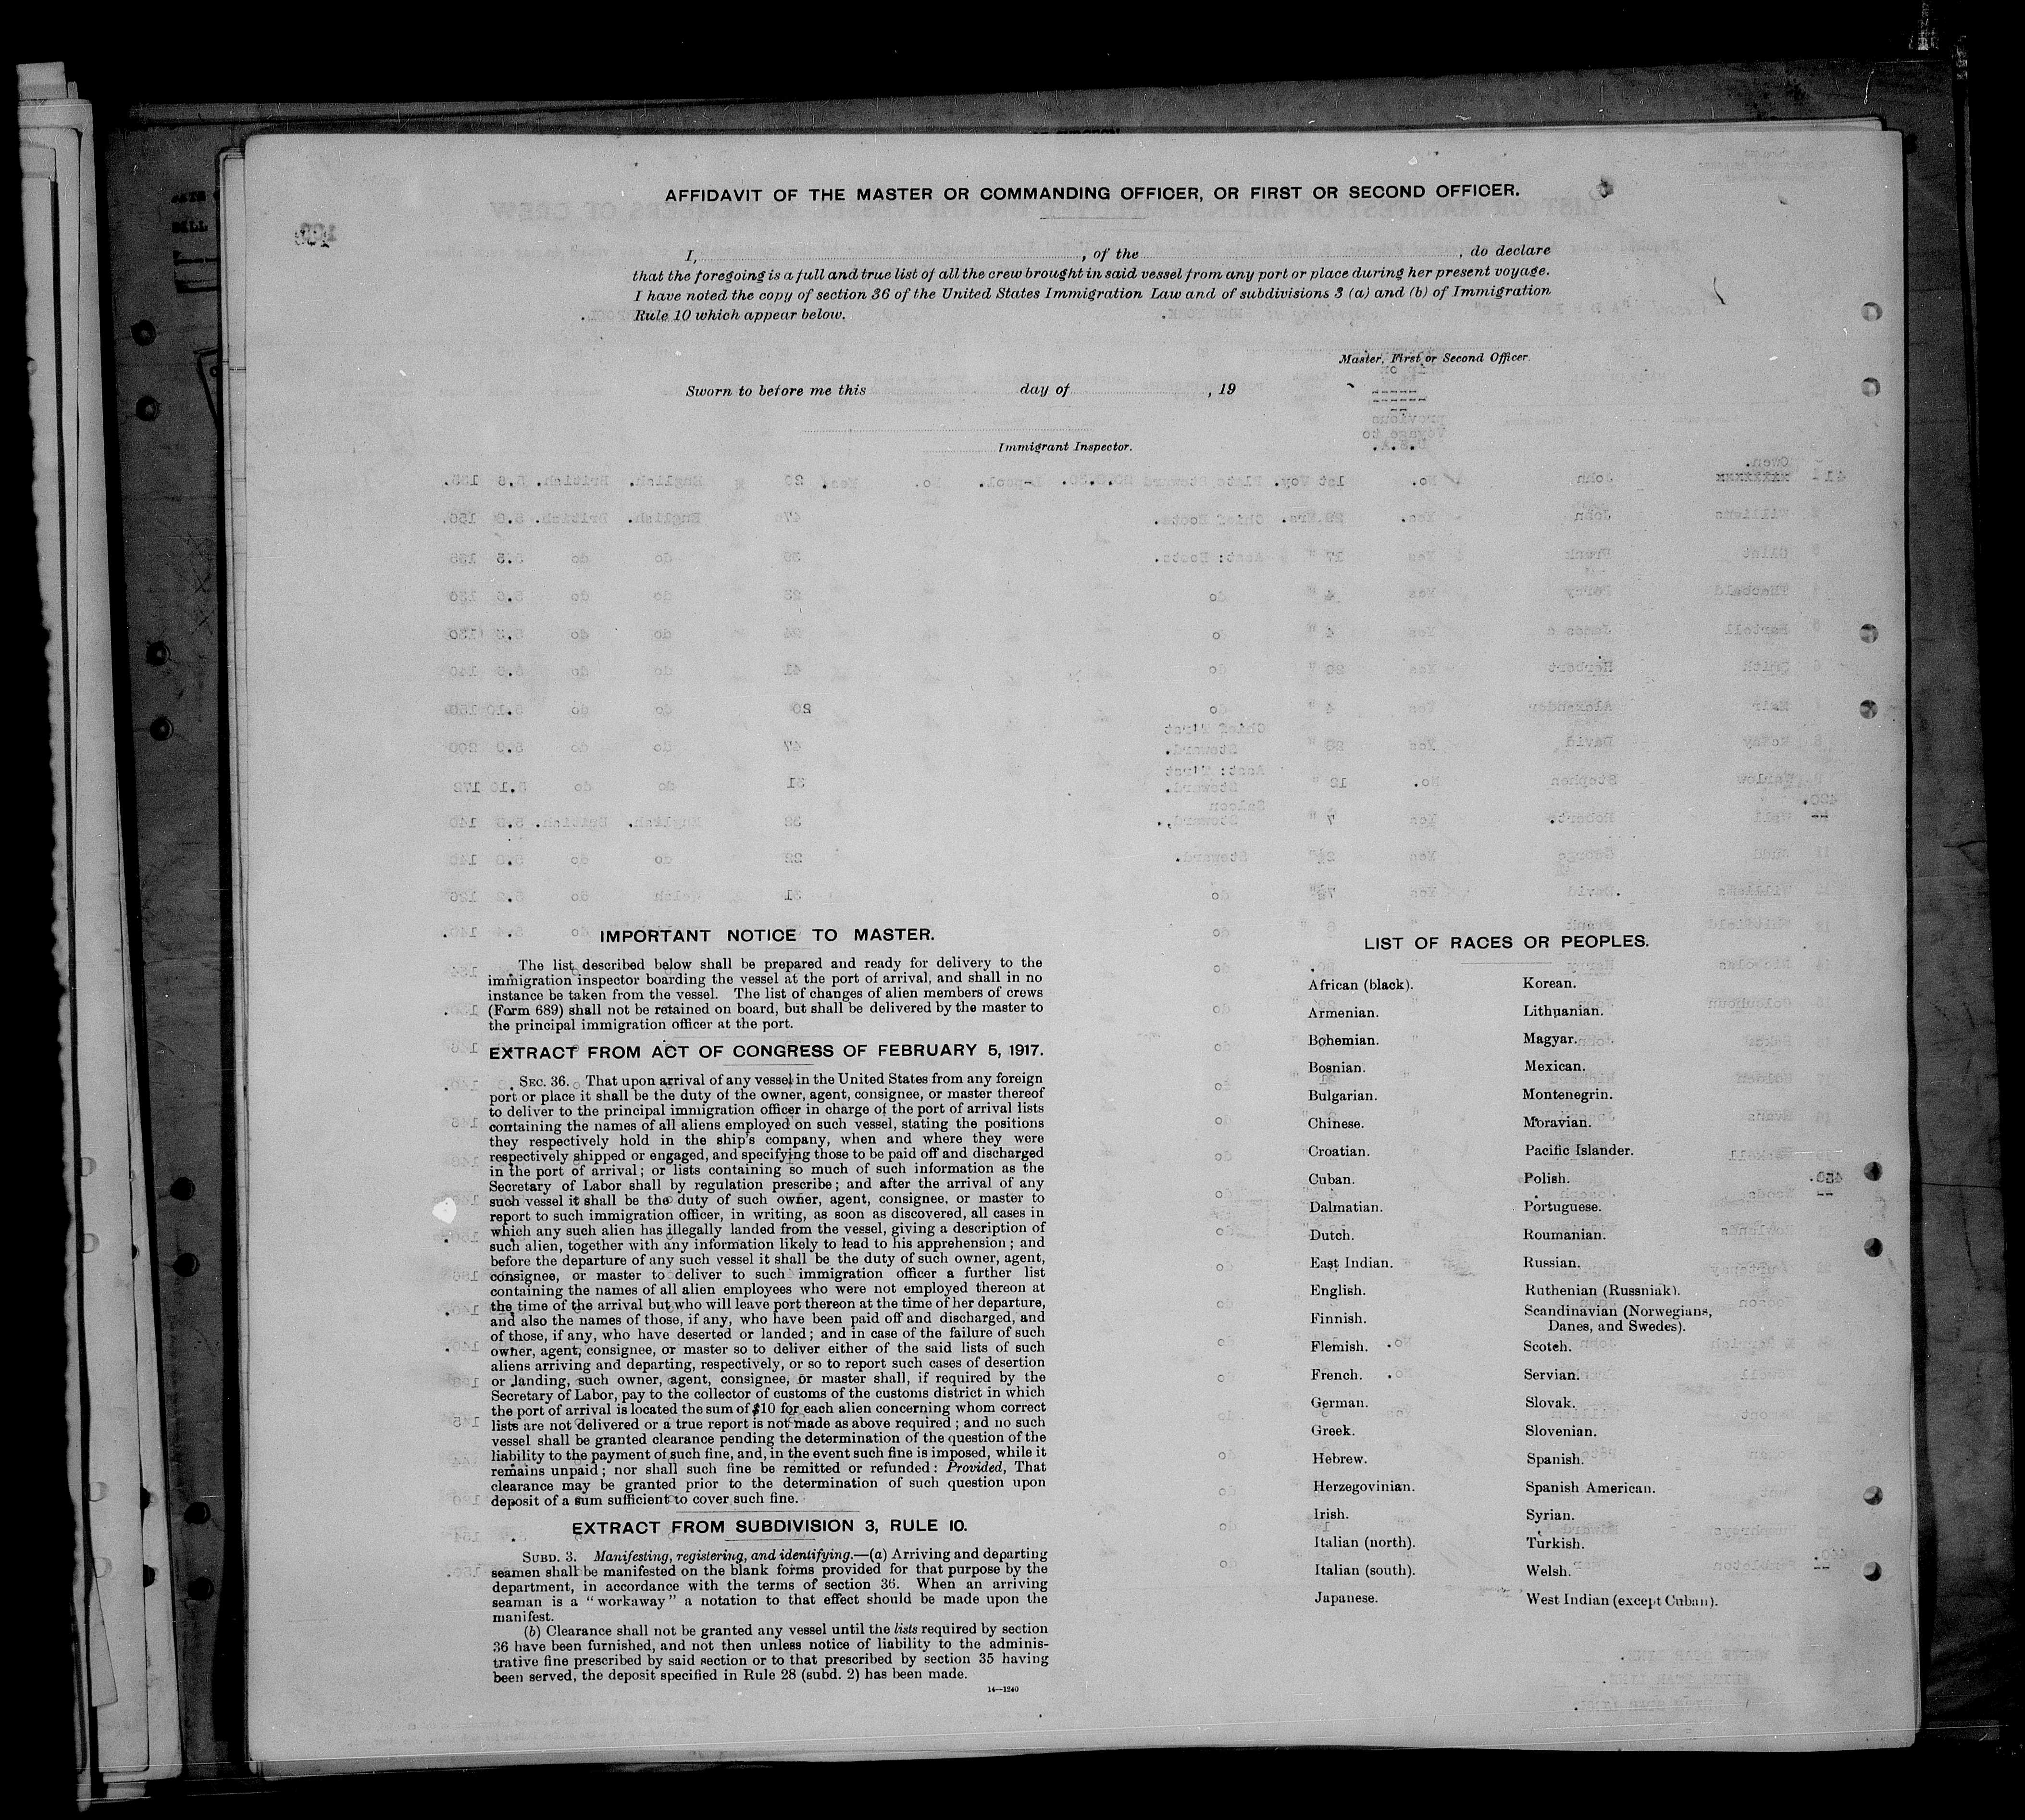 AFFIDAVIT OF THE MASTER OR COMMANDING OFFICER, OR FIRST OR SECOND OFFICER.
I, , of the , do declare
that the foregoing is a full and true list of all the crew brought in said vessel from any port or place during her present voyage.
I have noted the copy of section 36 of the United States Immigration Law and of subdivisions 3 (a) and (b) of Immigration
Rule 10 which appear below.
Master, First or Second Officer.
Sworn to before me this day of , 19
Immigrant Inspector.
IMPORTANT NOTICE TO MASTER.
The list described below shall be prepared and ready for delivery to the
immigration inspector boarding the vessel at the port of arrival, and shall in no
instance be taken from the vessel. The list of changes of alien members of crews
(Form 689) shall not be retained on board, but shall be delivered by the master to
the principal immigration officer at the port.
EXTRACT FROM ACT OF CONGRESS OF FEBRUARY 5, 1917.
SEC. 36. That upon arrival of any vessel in the United States from any foreign
port or place it shall be the duty of the owner, agent, consignee, or master thereof
to deliver to the principal immigration officer in charge of the port of arrival lists
containing the names of all aliens employed on such vessel, stating the positions
they respectively hold in the ship's company, when and where they were
respectively shipped or engaged, and specifying those to be paid off and discharged
in the port of arrival; or lists containing so much of such information as the
Secretary of Labor shall by regulation prescribe; and after the arrival of any
such vessel it shall be the duty of such owner, agent, consignee, or master to
report to such immigration officer, in writing, as soon as discovered, all cases in
which any such alien has illegally landed from the vessel, giving a description of
such alien, together with any information likely to lead to his apprehension; and
before the departure of any such vessel it shall be the duty of such owner, agent,
consignee, or master to deliver to such immigration officer a further list
containing the names of all alien employees who were not employed thereon at
the time of the arrival but who will leave port thereon at the time of her departure,
and also the names of those, if any, who have been paid off and discharged, and
of those, if any, who have deserted or landed; and in case of the failure of such
owner, agent, consignee, or master so to deliver either of the said lists of such
aliens arriving and departing, respectively, or so to report such cases of desertion
or landing, such owner, agent, consignee, or master shall, if required by the
Secretary of Labor, pay to the collector of customs of the customs district in which
the port of arrival is located the sum of $10 for each alien concerning whom correct
lists are not delivered or a true report is not made as above required; and no such
vessel shall be granted clearance pending the determination of the question of the
liability to the payment of such fine, and, in the event such fine is imposed, while it
remains unpaid; nor shall such fine be remitted or refunded: Provided, That
clearance may be granted prior to the determination of such question upon
deposit of a sum sufficient to cover such fine.
EXTRACT FROM SUBDIVISION 3, RULE 10.
SUBD. 3. Manifesting, registering, and identifying.—(a) Arriving and departing
seamen shall be manifested on the blank forms provided for that purpose by the
department, in accordance with the terms of section 36. When an arriving
seaman is a "workaway" a notation to that effect should be made upon the
manifest.
(b) Clearance shall not be granted any vessel until the lists required by section
36 have been furnished, and not then unless notice of liability to the adminis-
trative fine prescribed by said section or to that prescribed by section 35 having
been served, the deposit specified in Rule 28 (subd. 2) has been made.
14—1240
LIST OF RACES OR PEOPLES.
African (black).
Armenian.
Bohemian.
Bosnian.
Bulgarian.
Chinese.
Croatian.
Cuban.
Dalmatian.
Dutch.
East Indian.
English.
Finnish.
Flemish.
French.
German.
Greek.
Hebrew.
Herzegovinian.
Irish.
Italian (north).
Italian (south).
Japanese.
Korean.
Lithuanian.
Magyar.
Mexican.
Montenegrin.
Moravian.
Pacific Islander.
Polish.
Portuguese.
Roumanian.
Russian.
Ruthenian (Russniak).
Scandinavian (Norwegians,
Danes, and Swedes).
Scotch.
Servian.
Slovak.
Slovenian.
Spanish.
Spanish American.
Syrian.
Turkish.
Welsh.
West Indian (except Cuban).